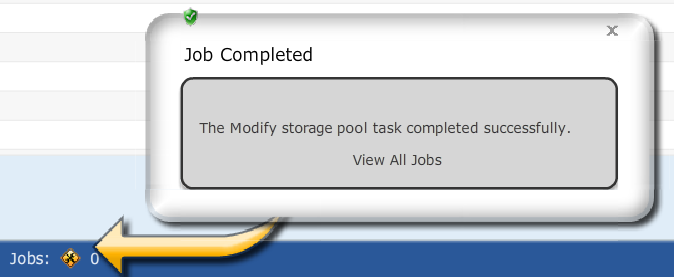 Job Completed
The Modify storage pool task completed successfully.
View All Jobs
Jobs: 0